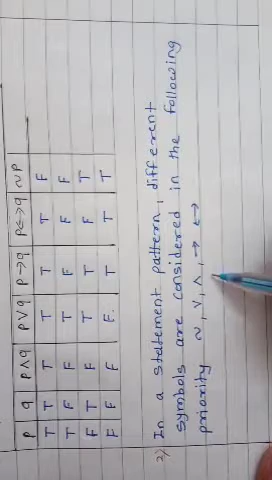 p q p∧q p∨q p→q p↔q ~p
T T T T T T F
T F F T F F F
F T F T T F T
F F F F. T T T
2) In a statement pattern, different
symbols are considered in the following
priority ~, ∨, ∧, → ↔